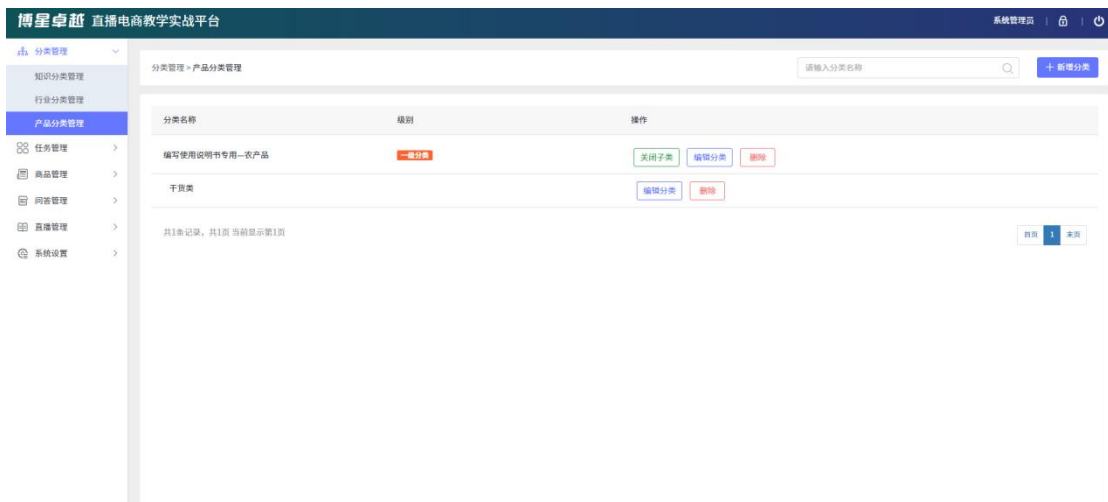 博星卓越 直播电商教学实战平台 系统管理员
分类管理
知识分类管理
行业分类管理
产品分类管理
任务管理
商品管理
问答管理
直播管理
系统设置
分类管理 > 产品分类管理 请输入分类名称 + 新增分类
分类名称 级别 操作
编写使用说明书专用—农产品 一级分类 关闭子类 编辑分类 删除
干货类 编辑分类 删除
共1条记录，共1页 当前显示第1页 首页 1 末页